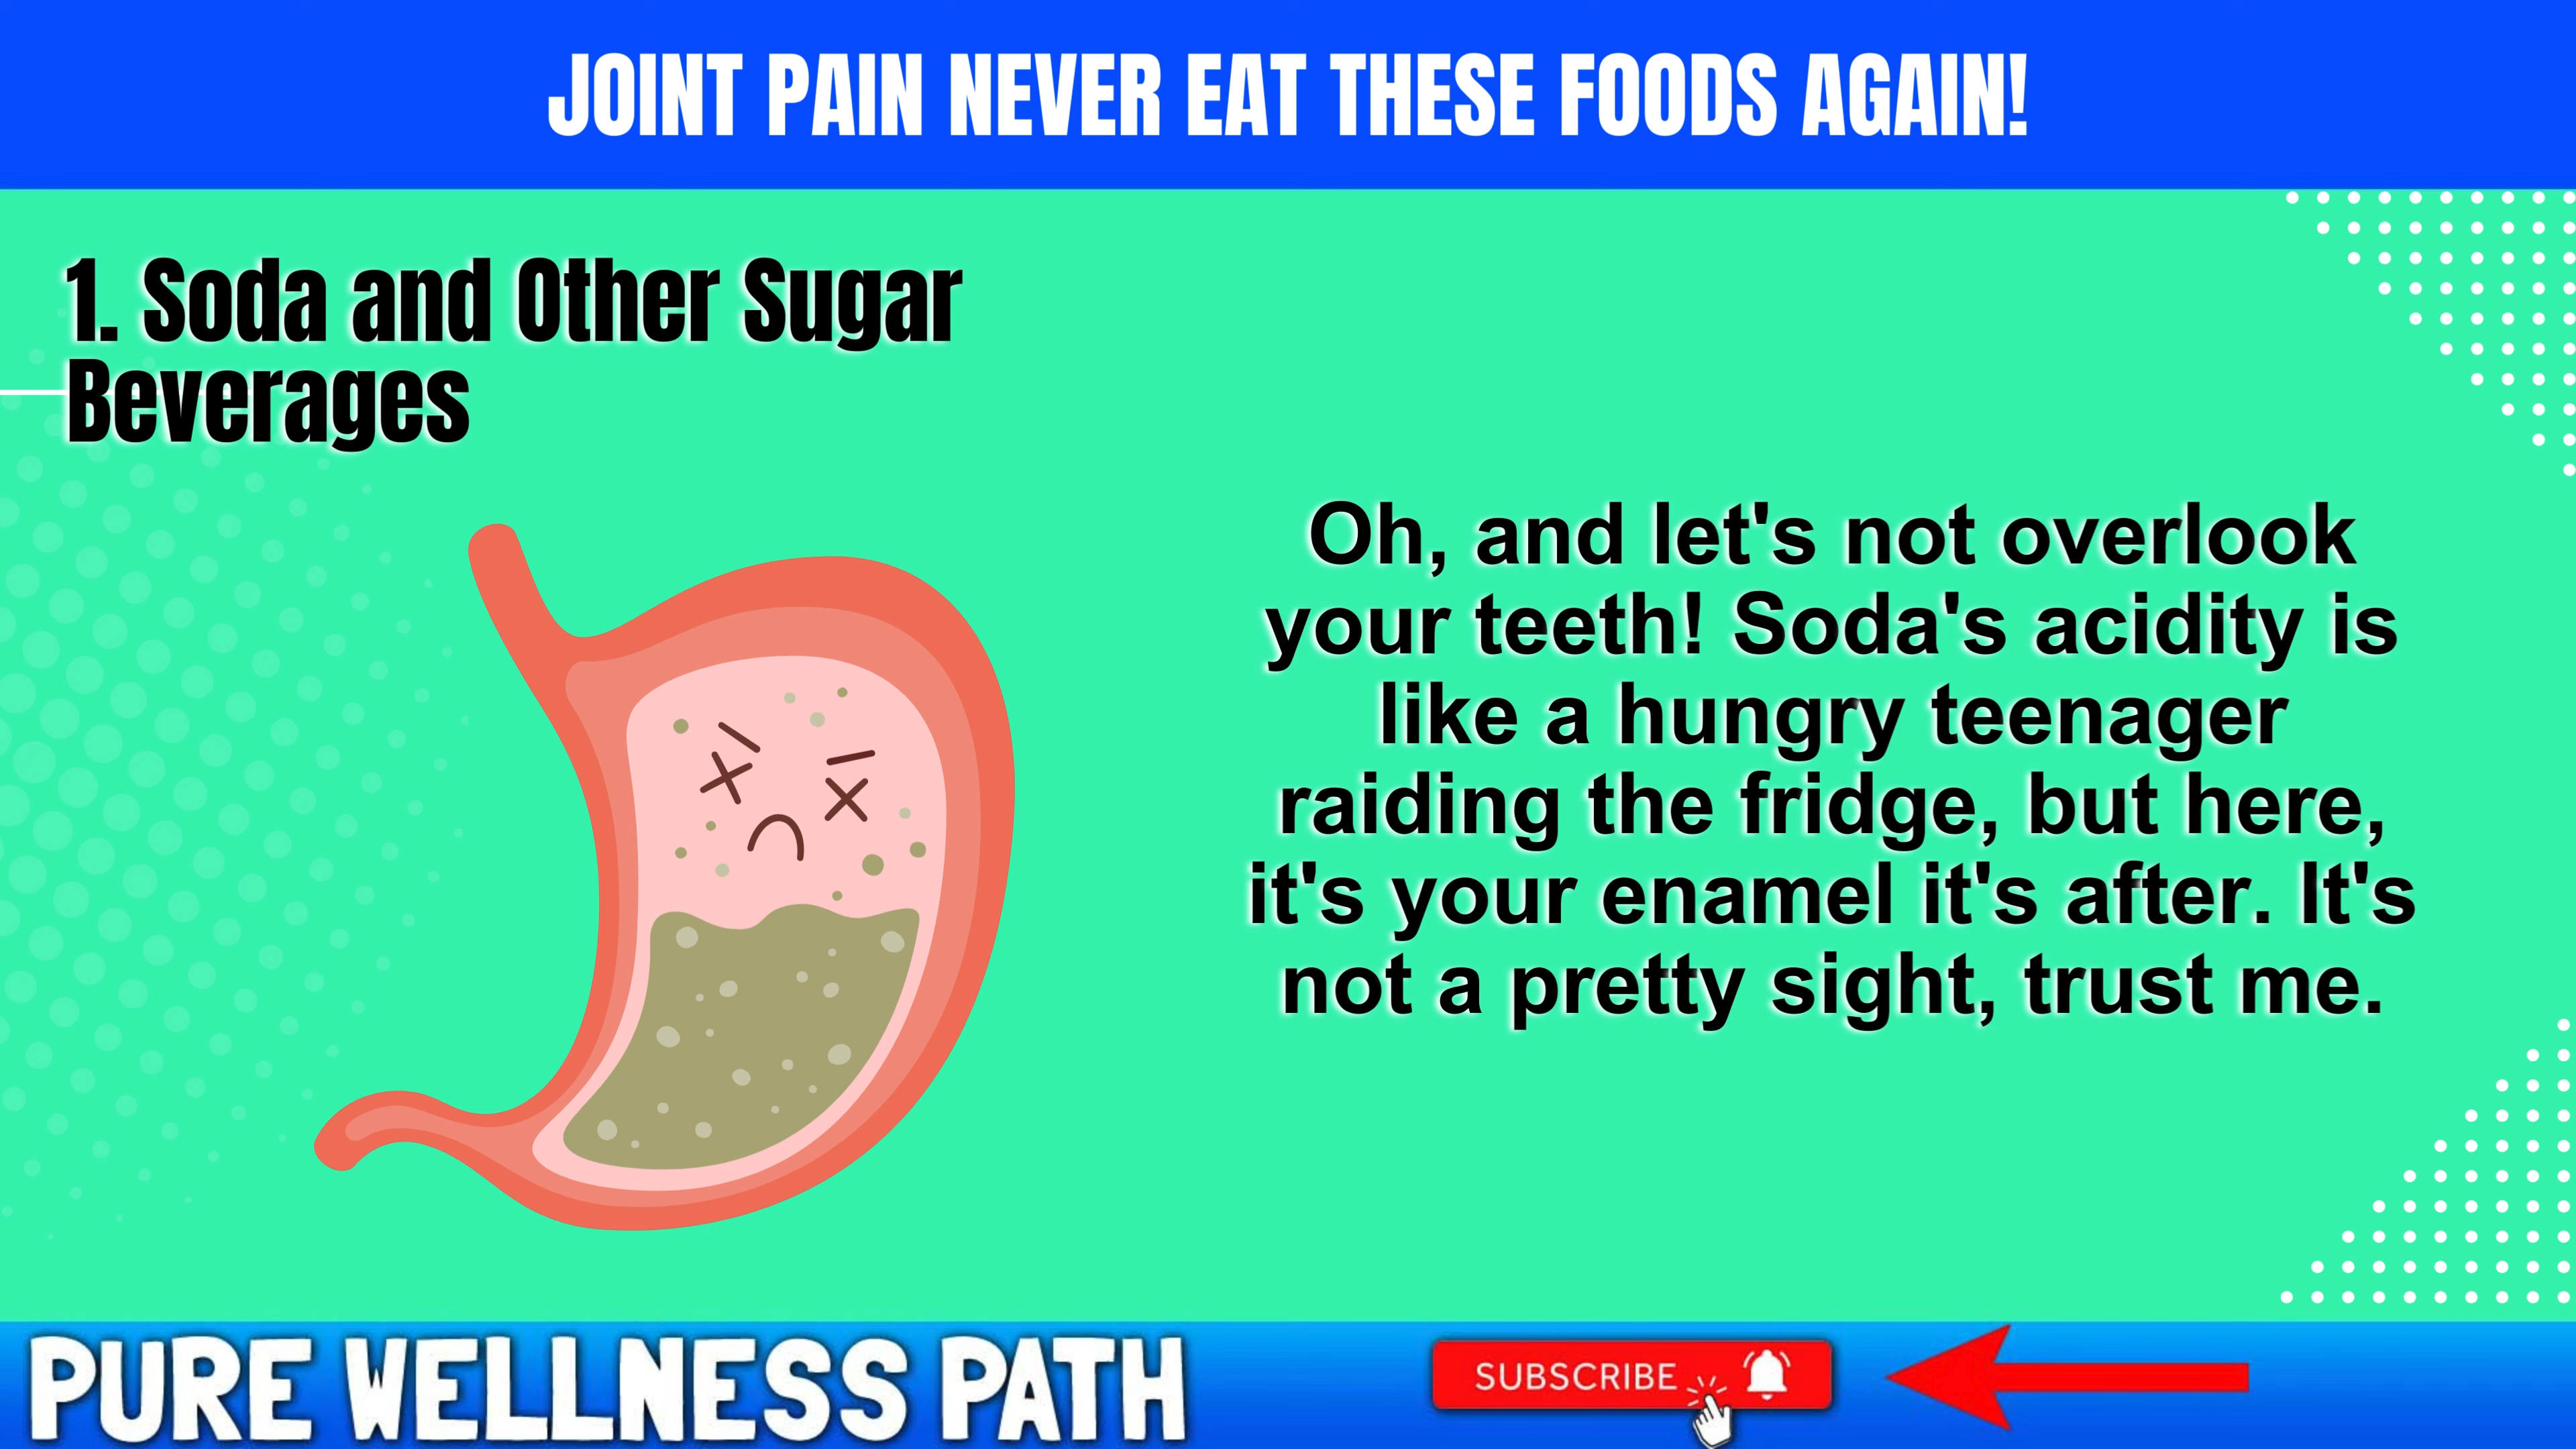 JOINT PAIN NEVER EAT THESE FOODS AGAIN!
1. Soda and Other Sugar
Beverages
Oh, and let's not overlook
your teeth! Soda's acidity is
like a hungry teenager
raiding the fridge, but here,
it's your enamel it's after. It's
not a pretty sight, trust me.
PURE WELLNESS PATH
SUBSCRIBE